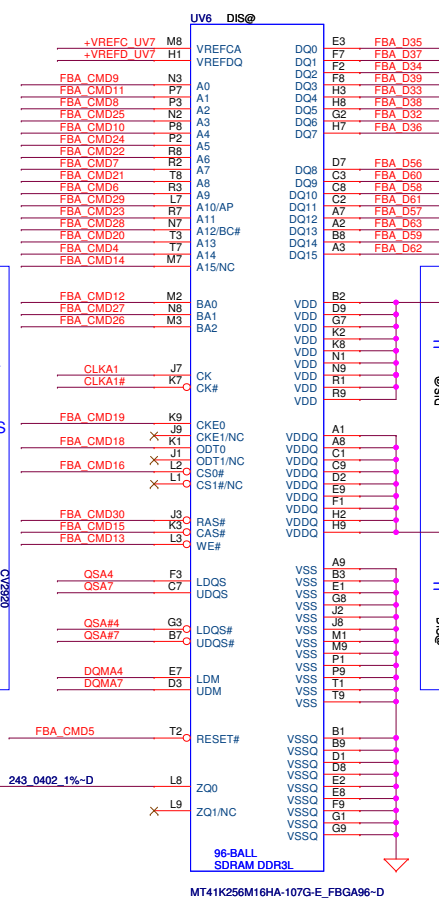 UV6 DIS@
+VREFC_UV7 M8 VREFCA DQ0 E3 FBA_D35
+VREFD_UV7 H1 VREFDQ DQ1 F7 FBA_D37
DQ2 F2 FBA_D34
FBA_CMD9 N3 A0 DQ3 F8 FBA_D39
FBA_CMD11 P7 A1 DQ4 H3 FBA_D33
FBA_CMD8 P3 A2 DQ5 H8 FBA_D38
FBA_CMD25 N2 A3 DQ6 G2 FBA_D32
FBA_CMD10 P8 A4 DQ7 H7 FBA_D36
FBA_CMD24 P2 A5
FBA_CMD22 R8 A6
FBA_CMD7 R2 A7 DQ8 D7 FBA_D56
FBA_CMD21 T8 A8 DQ9 C3 FBA_D60
FBA_CMD6 R3 A9 DQ10 C8 FBA_D58
FBA_CMD29 L7 A10/AP DQ11 C2 FBA_D61
FBA_CMD23 R7 A11 DQ12 A7 FBA_D57
FBA_CMD28 N7 A12/BC# DQ13 A2 FBA_D63
FBA_CMD20 T3 A13 DQ14 B8 FBA_D59
FBA_CMD4 T7 A14 DQ15 A3 FBA_D62
FBA_CMD14 M7 A15/NC
FBA_CMD12 M2 BA0 VDD B2
FBA_CMD27 N8 BA1 VDD D9
FBA_CMD26 M3 BA2 VDD G7
VDD K2
VDD K8
VDD N1
CLKA1 J7 CK VDD N9
CLKA1# K7 CK# VDD R1
VDD R9
FBA_CMD19 K9 CKE0
J9 CKE1/NC VDDQ A1
FBA_CMD18 K1 ODT0 VDDQ A8
J1 ODT1/NC VDDQ C1
FBA_CMD16 L2 CS0# VDDQ C9
L1 CS1#/NC VDDQ D2
VDDQ E9
VDDQ F1
FBA_CMD30 J3 RAS# VDDQ H2
FBA_CMD15 K3 CAS# VDDQ H9
FBA_CMD13 L3 WE#
VSS A9
QSA4 F3 LDQS VSS B3
QSA7 C7 UDQS VSS E1
VSS G8
VSS J2
QSA#4 G3 LDQS# VSS J8
QSA#7 B7 UDQS# VSS M1
VSS M9
VSS P1
DQMA4 E7 LDM VSS P9
DQMA7 D3 UDM VSS T1
VSS T9
FBA_CMD5 T2 RESET# VSSQ B1
VSSQ B9
VSSQ D1
VSSQ D8
243_0402_1%~D L8 ZQ0 VSSQ E2
VSSQ E8
L9 ZQ1/NC VSSQ F9
VSSQ G1
VSSQ G9
96-BALL
SDRAM DDR3L
MT41K256M16HA-107G-E_FBGA96~D
CV2920